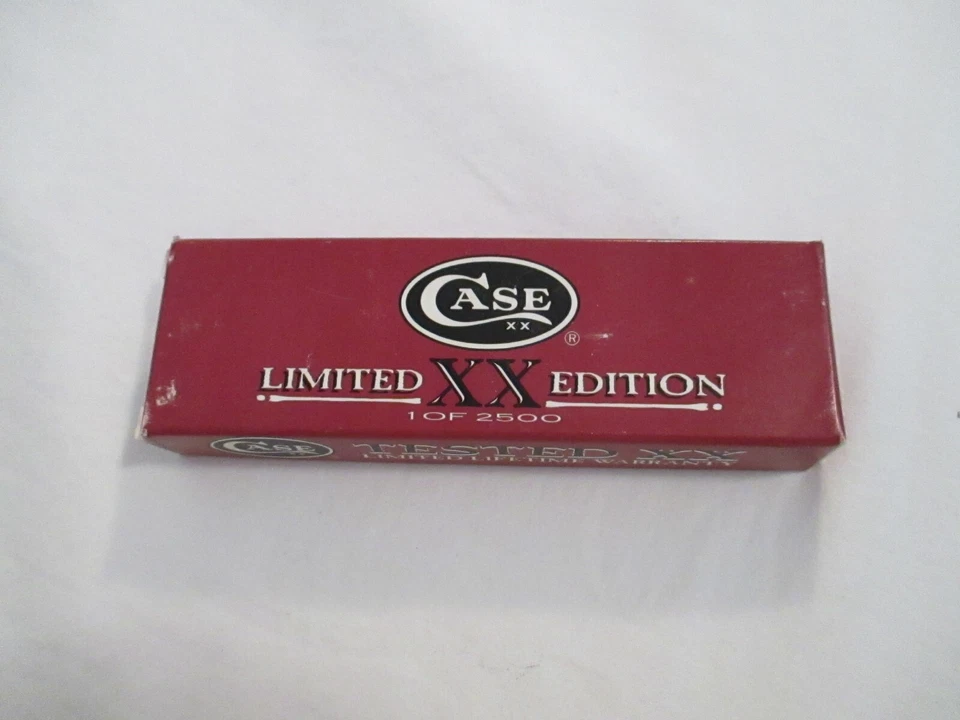 CASE
XX
®
LIMITED XX EDITION
1 OF 2500
CASE
TESTED XX
LIMITED LIFETIME WARRANTY